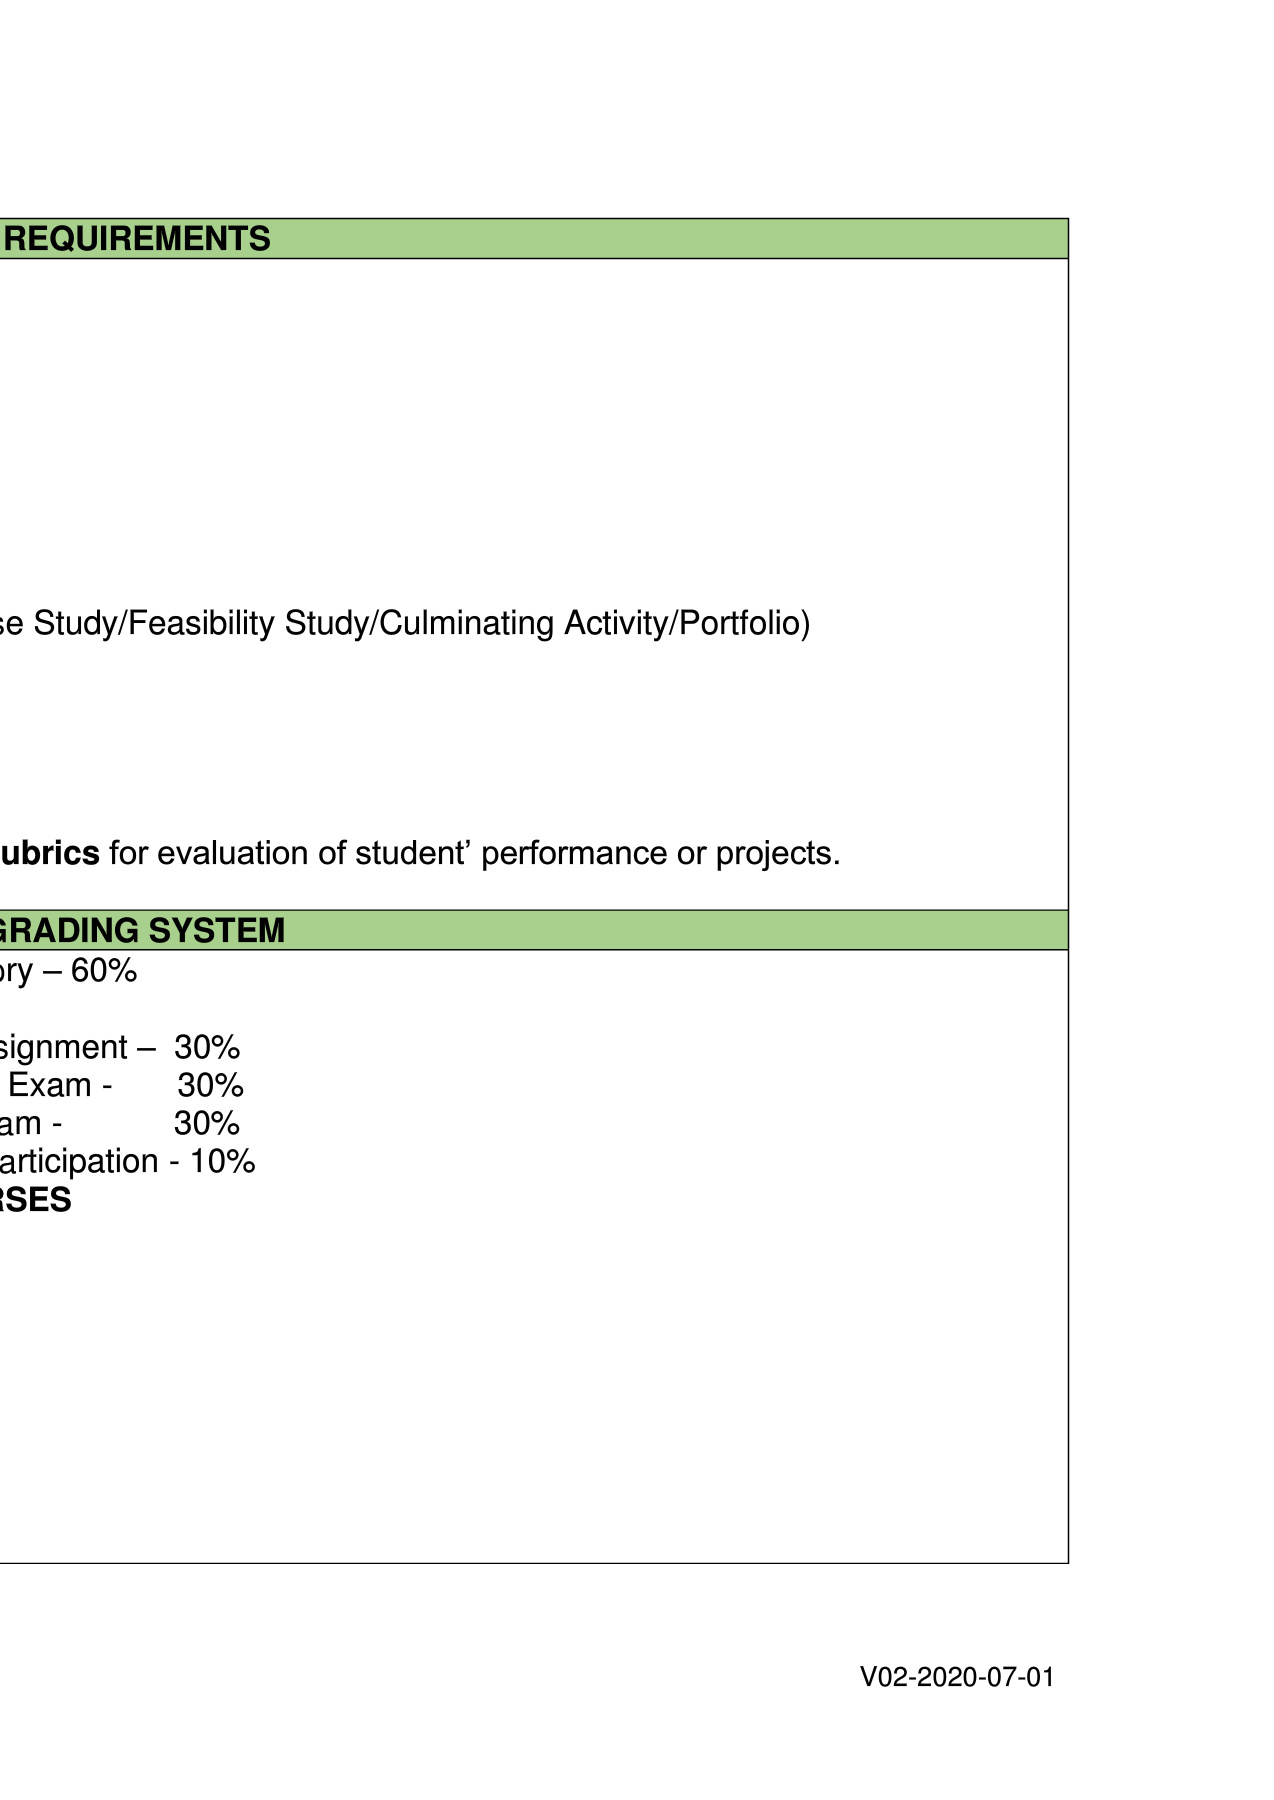 REQUIREMENTS
se Study/Feasibility Study/Culminating Activity/Portfolio)
ubrics for evaluation of student’ performance or projects.
GRADING SYSTEM
ory – 60%
signment – 30%
Exam - 30%
am - 30%
articipation - 10%
RSES
V02-2020-07-01